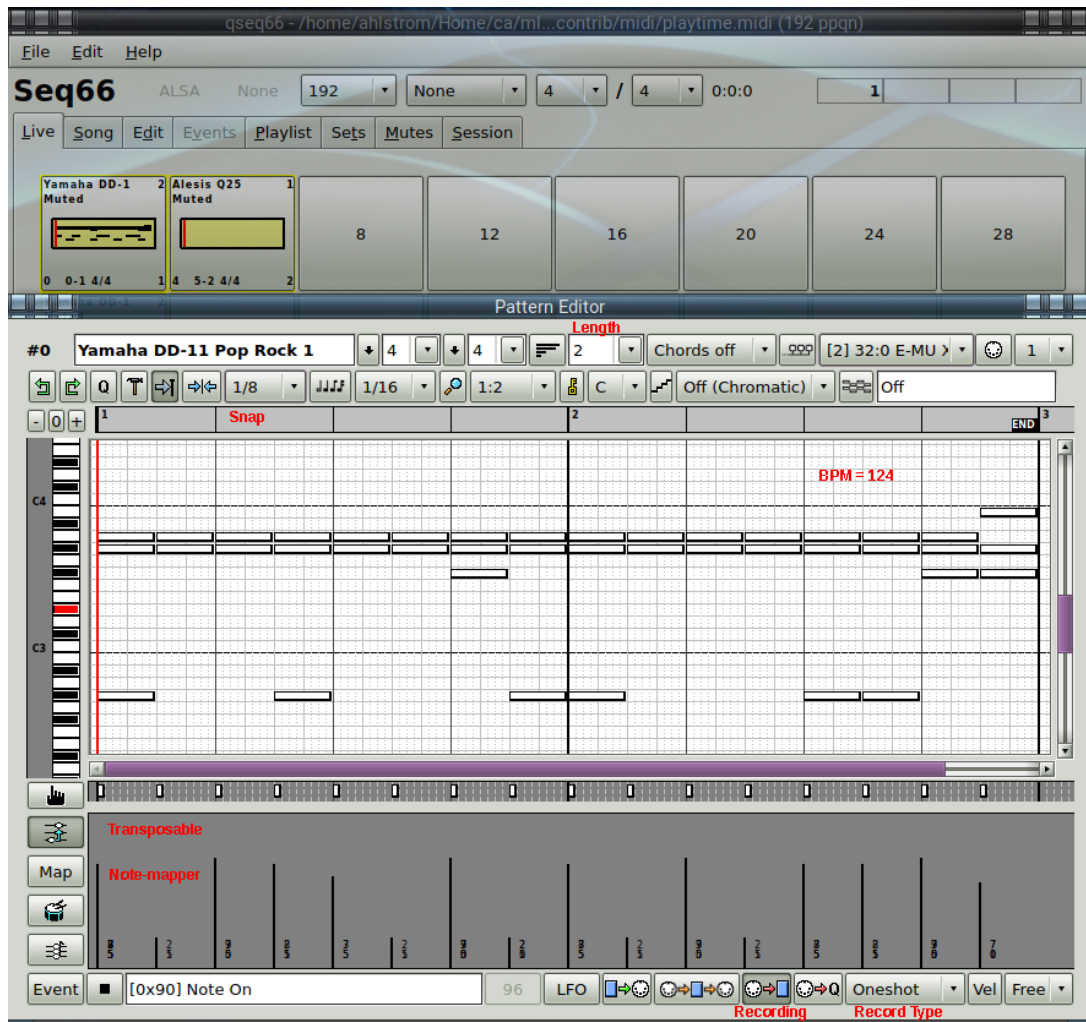 qseq66 - /home/ahlstrom/Home/ca/ml...contrib/midi/playtime.midi (192 ppqn)
File Edit Help
Seq66 ALSA None 192 None 4 / 4 0:0:0 1
Live Song Edit Events Playlist Sets Mutes Session
Yamaha DD-1 2 Alesis Q25 1
Muted Muted
8 12 16 20 24 28
0 0-1 4/4 1 4 5-2 4/4 2
Pattern Editor
Length
#0 Yamaha DD-11 Pop Rock 1 4 4 2 Chords off [2] 32:0 E-MU 1
Q 1/8 1/16 1:2 C Off (Chromatic) Off
- 0 + 1 Snap 2 END 3
BPM = 124
C4
C3
Transposable
Map Note-mapper
Event [0x90] Note On 96 LFO Q Oneshot Vel Free
Recording Record Type